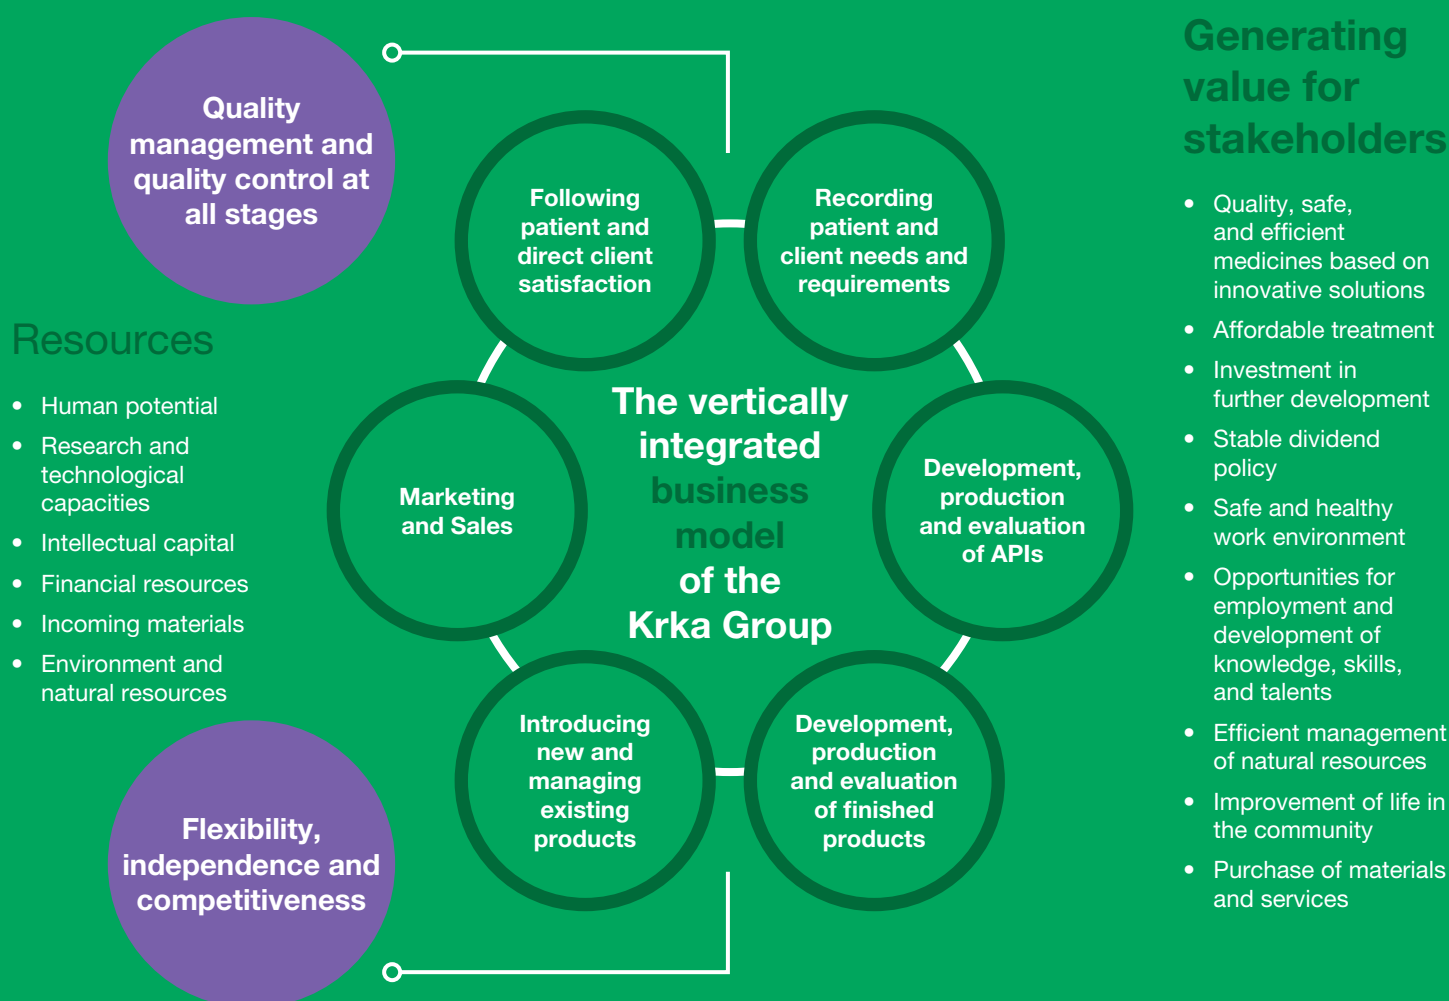 Quality
management and
quality control at
all stages
Resources
• Human potential
• Research and
technological
capacities
• Intellectual capital
• Financial resources
• Incoming materials
• Environment and
natural resources
Flexibility,
independence and
competitiveness
Following
patient and
direct client
satisfaction
Recording
patient and
client needs and
requirements
Marketing
and Sales
The vertically
integrated
business
model
of the
Krka Group
Development,
production
and evaluation
of APIs
Introducing
new and
managing
existing
products
Development,
production
and evaluation
of finished
products
Generating
value for
stakeholders
• Quality, safe,
and efficient
medicines based on
innovative solutions
• Affordable treatment
• Investment in
further development
• Stable dividend
policy
• Safe and healthy
work environment
• Opportunities for
employment and
development of
knowledge, skills,
and talents
• Efficient management
of natural resources
• Improvement of life in
the community
• Purchase of materials
and services